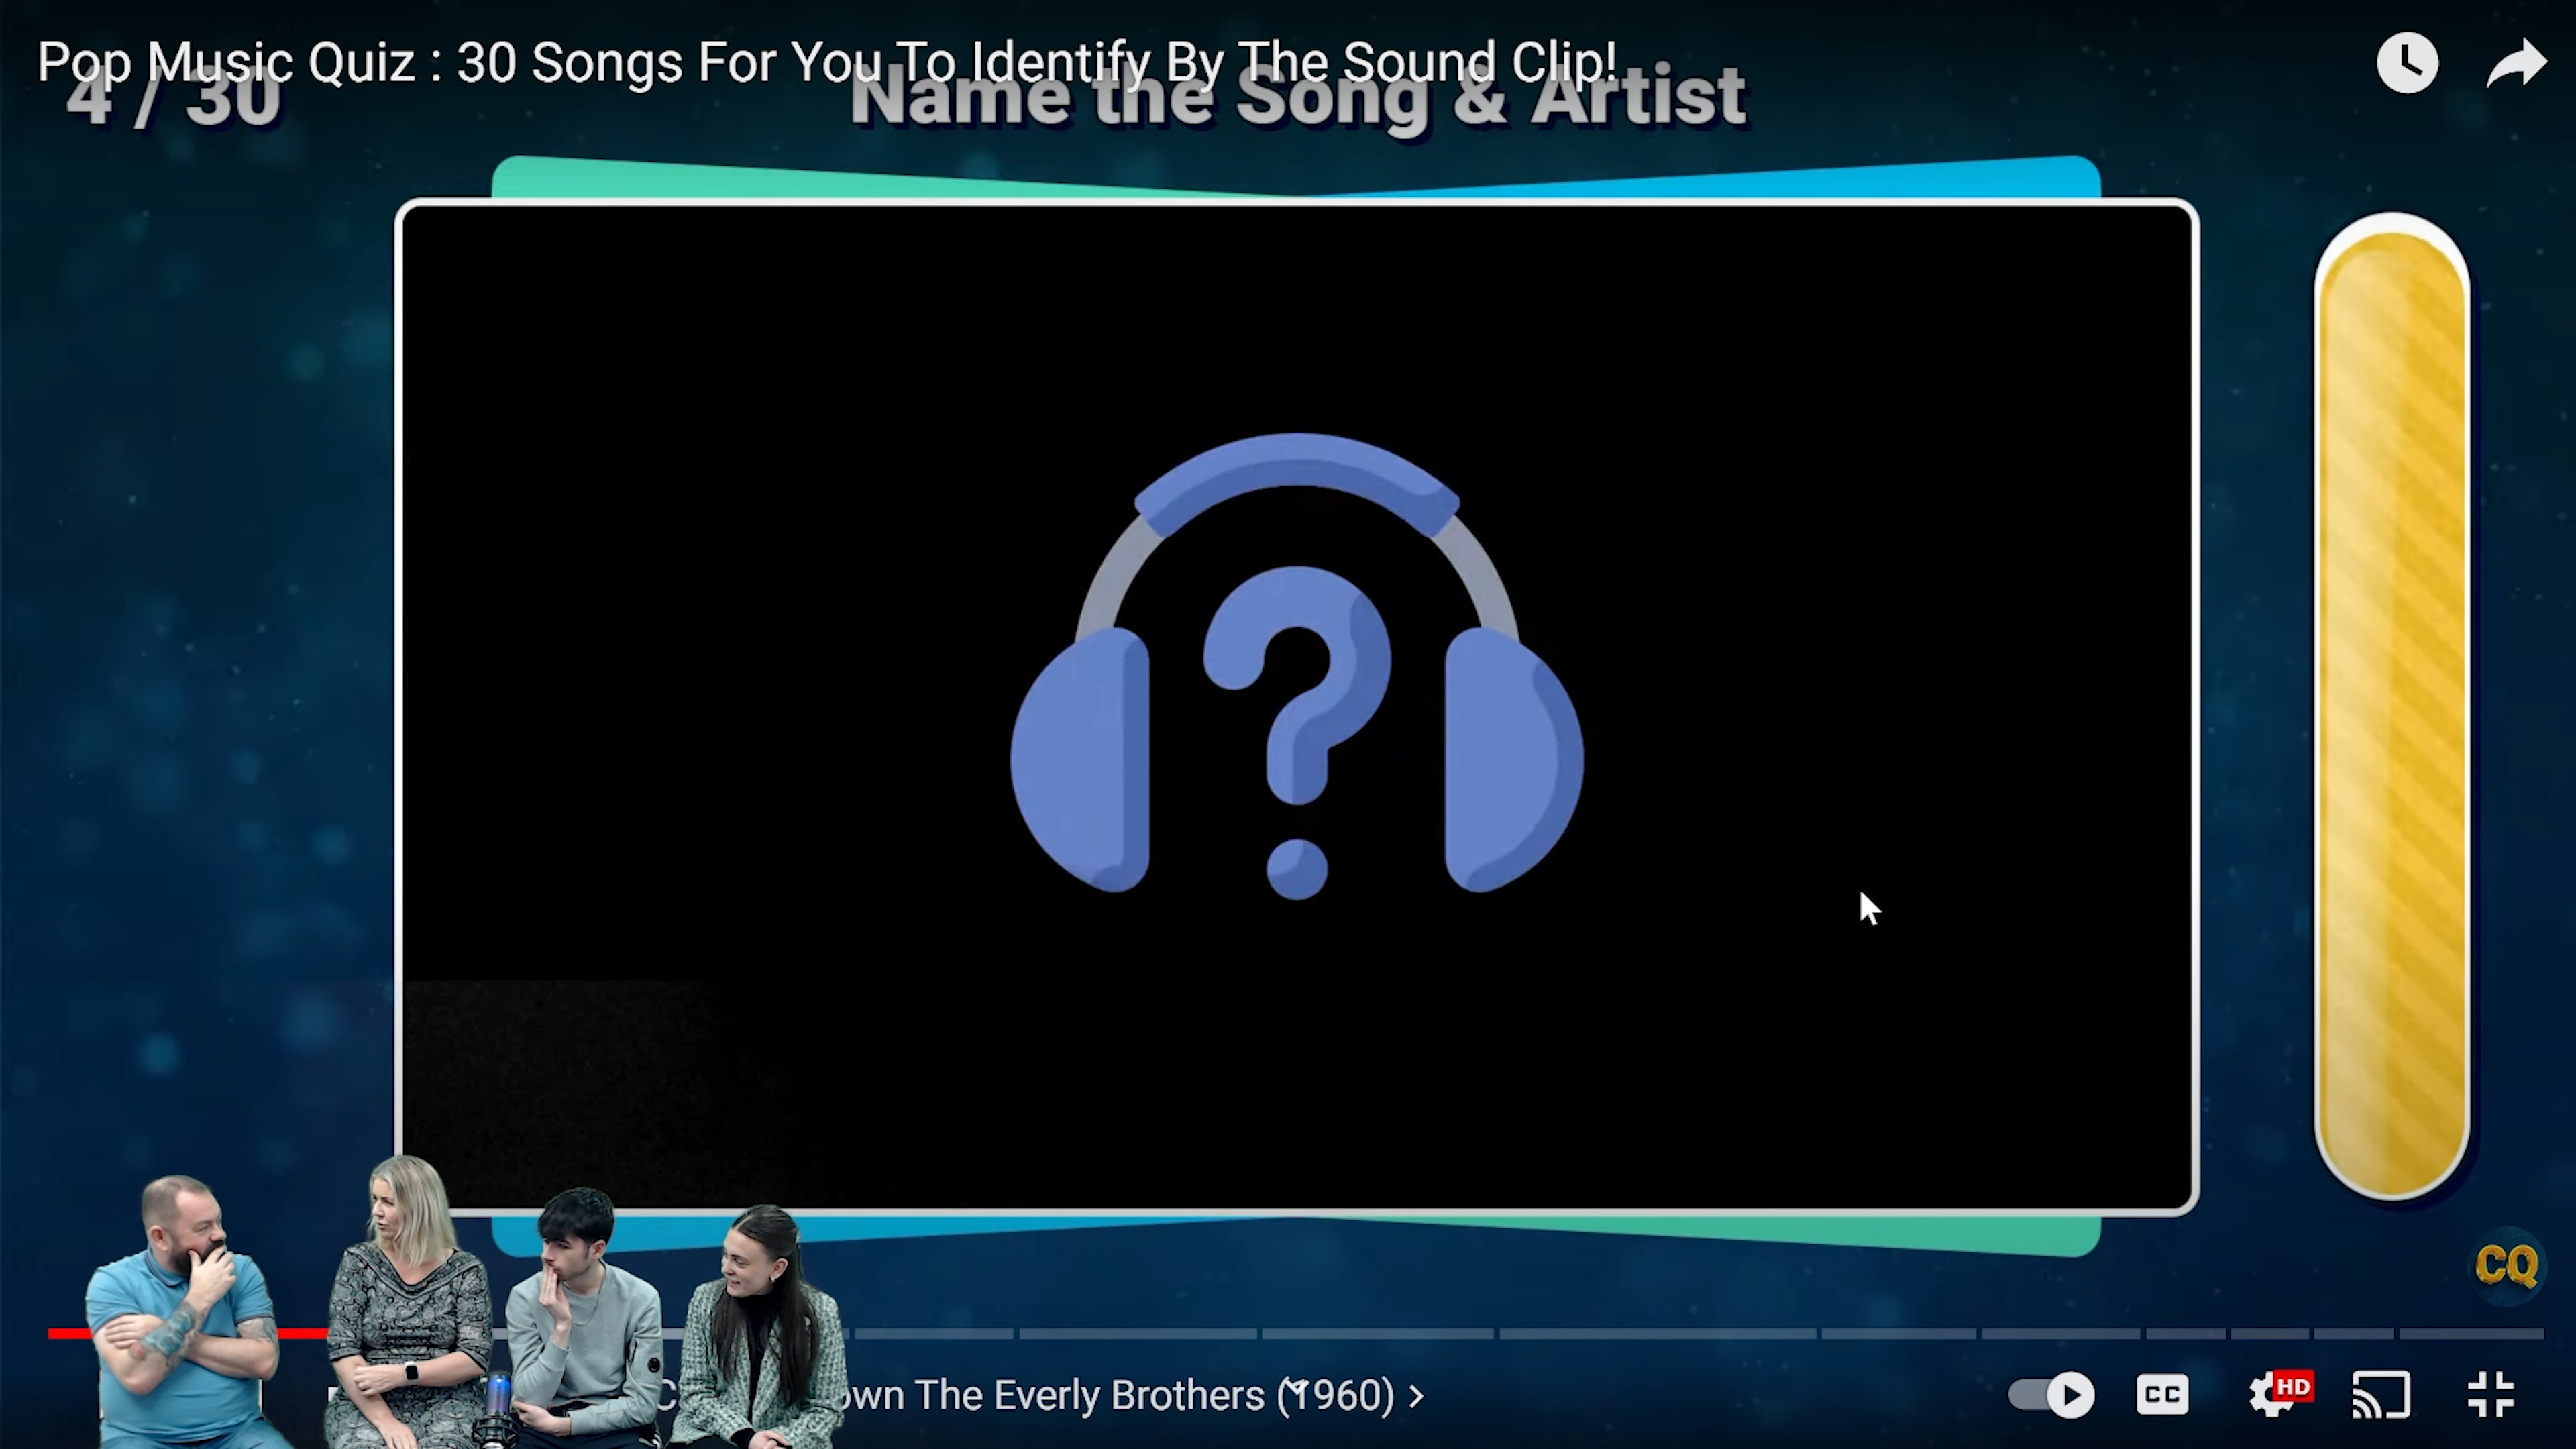 Pop Music Quiz : 30 Songs For You To Identify By The Sound Clip!
4 / 30
Name the Song & Artist
?
CQ
own The Everly Brothers (1960)
CC
HD